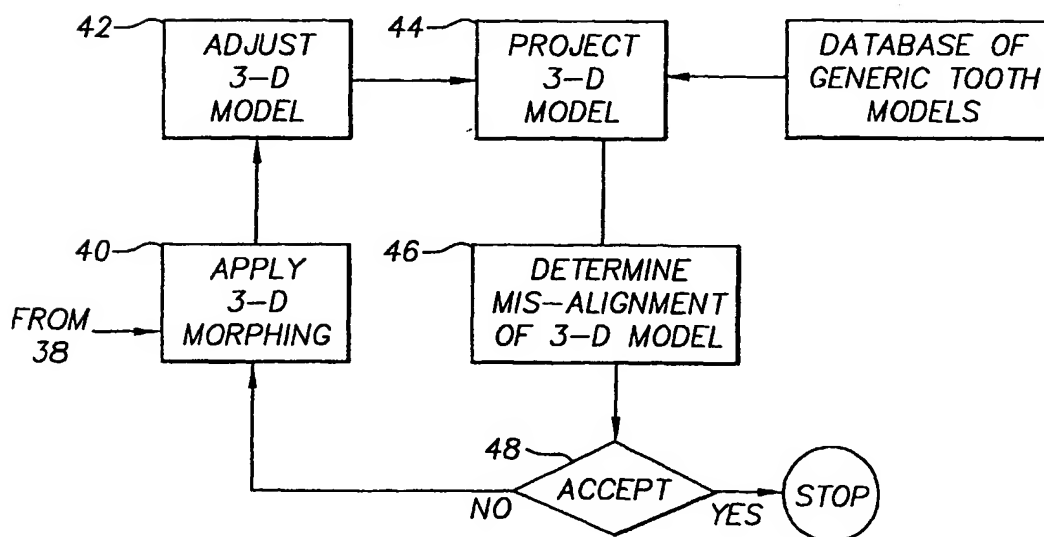 42
ADJUST
3-D
MODEL
44
PROJECT
3-D
MODEL
DATABASE OF
GENERIC TOOTH
MODELS
40
APPLY
3-D
MORPHING
FROM
38
46
DETERMINE
MIS-ALIGNMENT
OF 3-D MODEL
48
ACCEPT
NO
YES
STOP